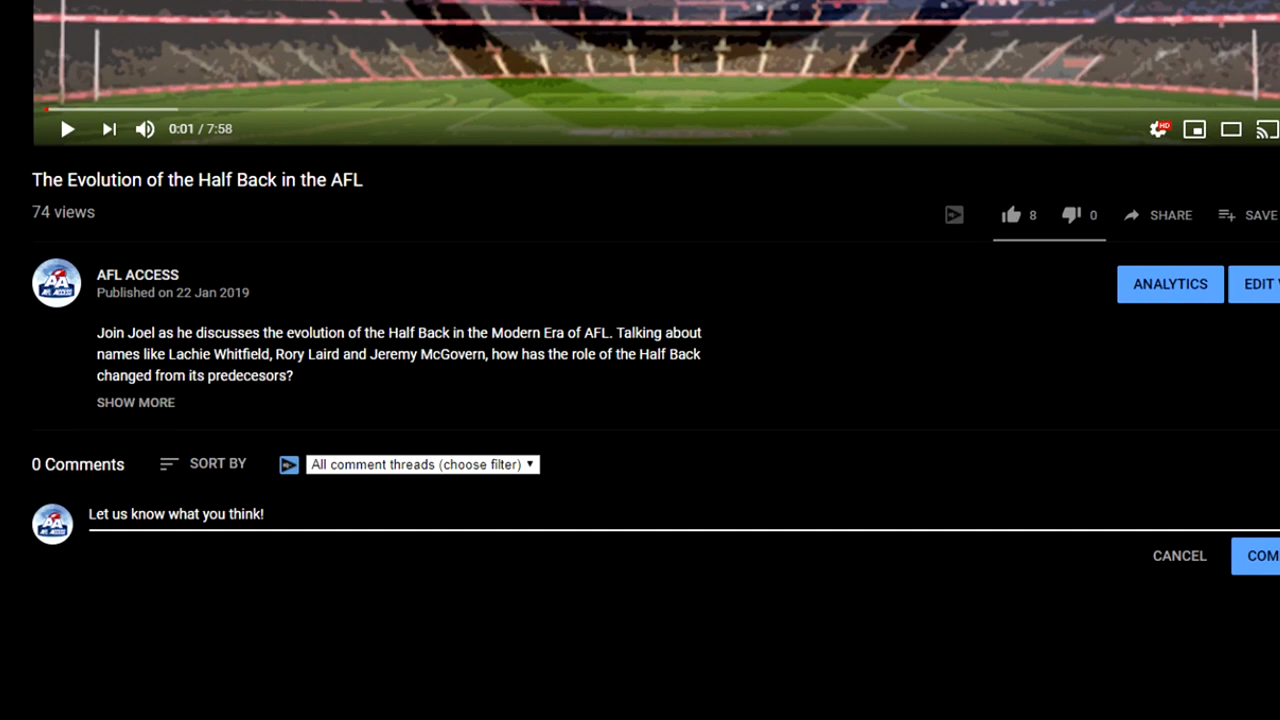 0:01 / 7:58
HD
The Evolution of the Half Back in the AFL
74 views
8
0
SHARE
SAVE
AFL ACCESS
Published on 22 Jan 2019
ANALYTICS
EDIT
Join Joel as he discusses the evolution of the Half Back in the Modern Era of AFL. Talking about
names like Lachie Whitfield, Rory Laird and Jeremy McGovern, how has the role of the Half Back
changed from its predecesors?
SHOW MORE
0 Comments
SORT BY
All comment threads (choose filter)
AA
AFL ACCESS
Let us know what you think!
CANCEL
COM